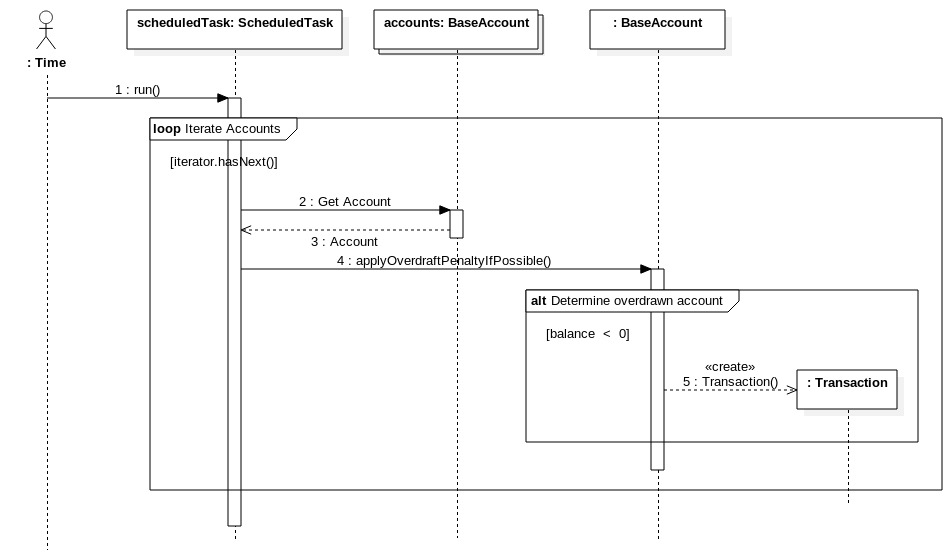 scheduledTask: ScheduledTask
accounts: BaseAccount
: BaseAccount
: Time
1 : run()
loop Iterate Accounts
[iterator.hasNext()]
2 : Get Account
3 : Account
4 : applyOverdraftPenaltyIfPossible()
alt Determine overdrawn account
[balance < 0]
«create»
5 : Transaction()
: Transaction